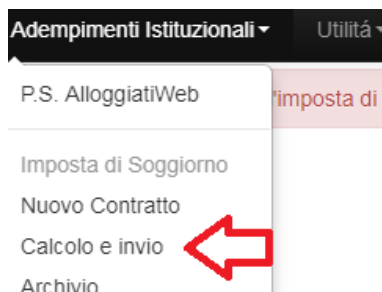 Adempimenti Istituzionali Utilitá
P.S. AlloggiatiWeb
'imposta di
Imposta di Soggiorno
Nuovo Contratto
Calcolo e invio
Archivio